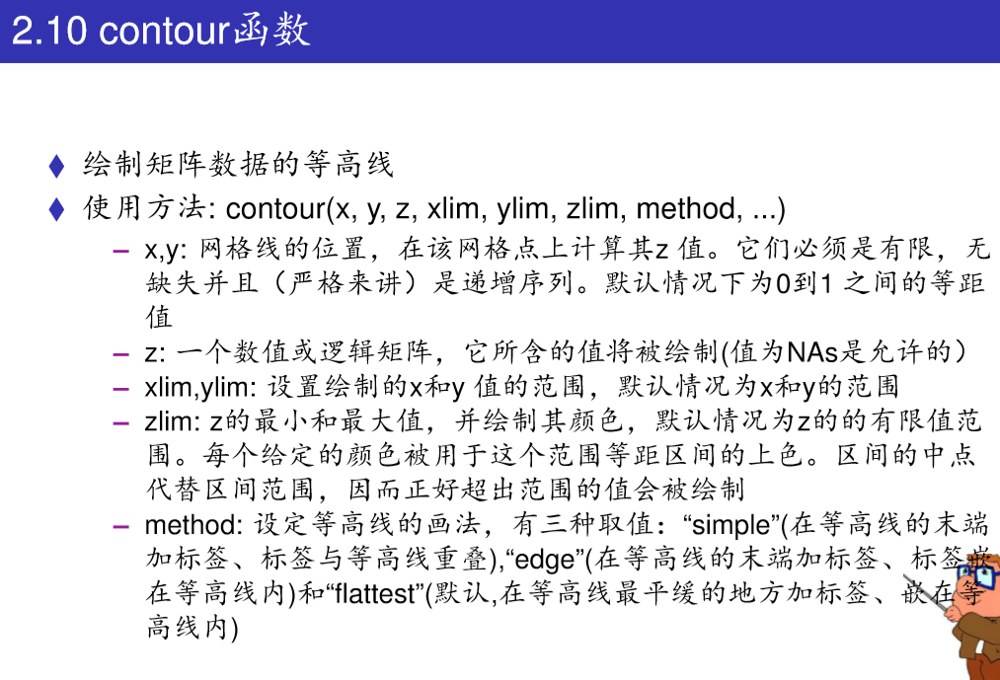 2.10 contour函数
绘制矩阵数据的等高线
使用方法: contour(x, y, z, xlim, ylim, zlim, method, ...)
– x,y: 网格线的位置，在该网格点上计算其z 值。它们必须是有限，无
缺失并且（严格来讲）是递增序列。默认情况下为0到1 之间的等距
值
– z: 一个数值或逻辑矩阵，它所含的值将被绘制(值为NAs是允许的）
– xlim,ylim: 设置绘制的x和y 值的范围，默认情况为x和y的范围
– zlim: z的最小和最大值，并绘制其颜色，默认情况为z的的有限值范
围。每个给定的颜色被用于这个范围等距区间的上色。区间的中点
代替区间范围，因而正好超出范围的值会被绘制
– method: 设定等高线的画法，有三种取值：“simple”(在等高线的末端
加标签、标签与等高线重叠),“edge”(在等高线的末端加标签、标签嵌
在等高线内)和“flattest”(默认,在等高线最平缓的地方加标签、嵌在等
高线内)